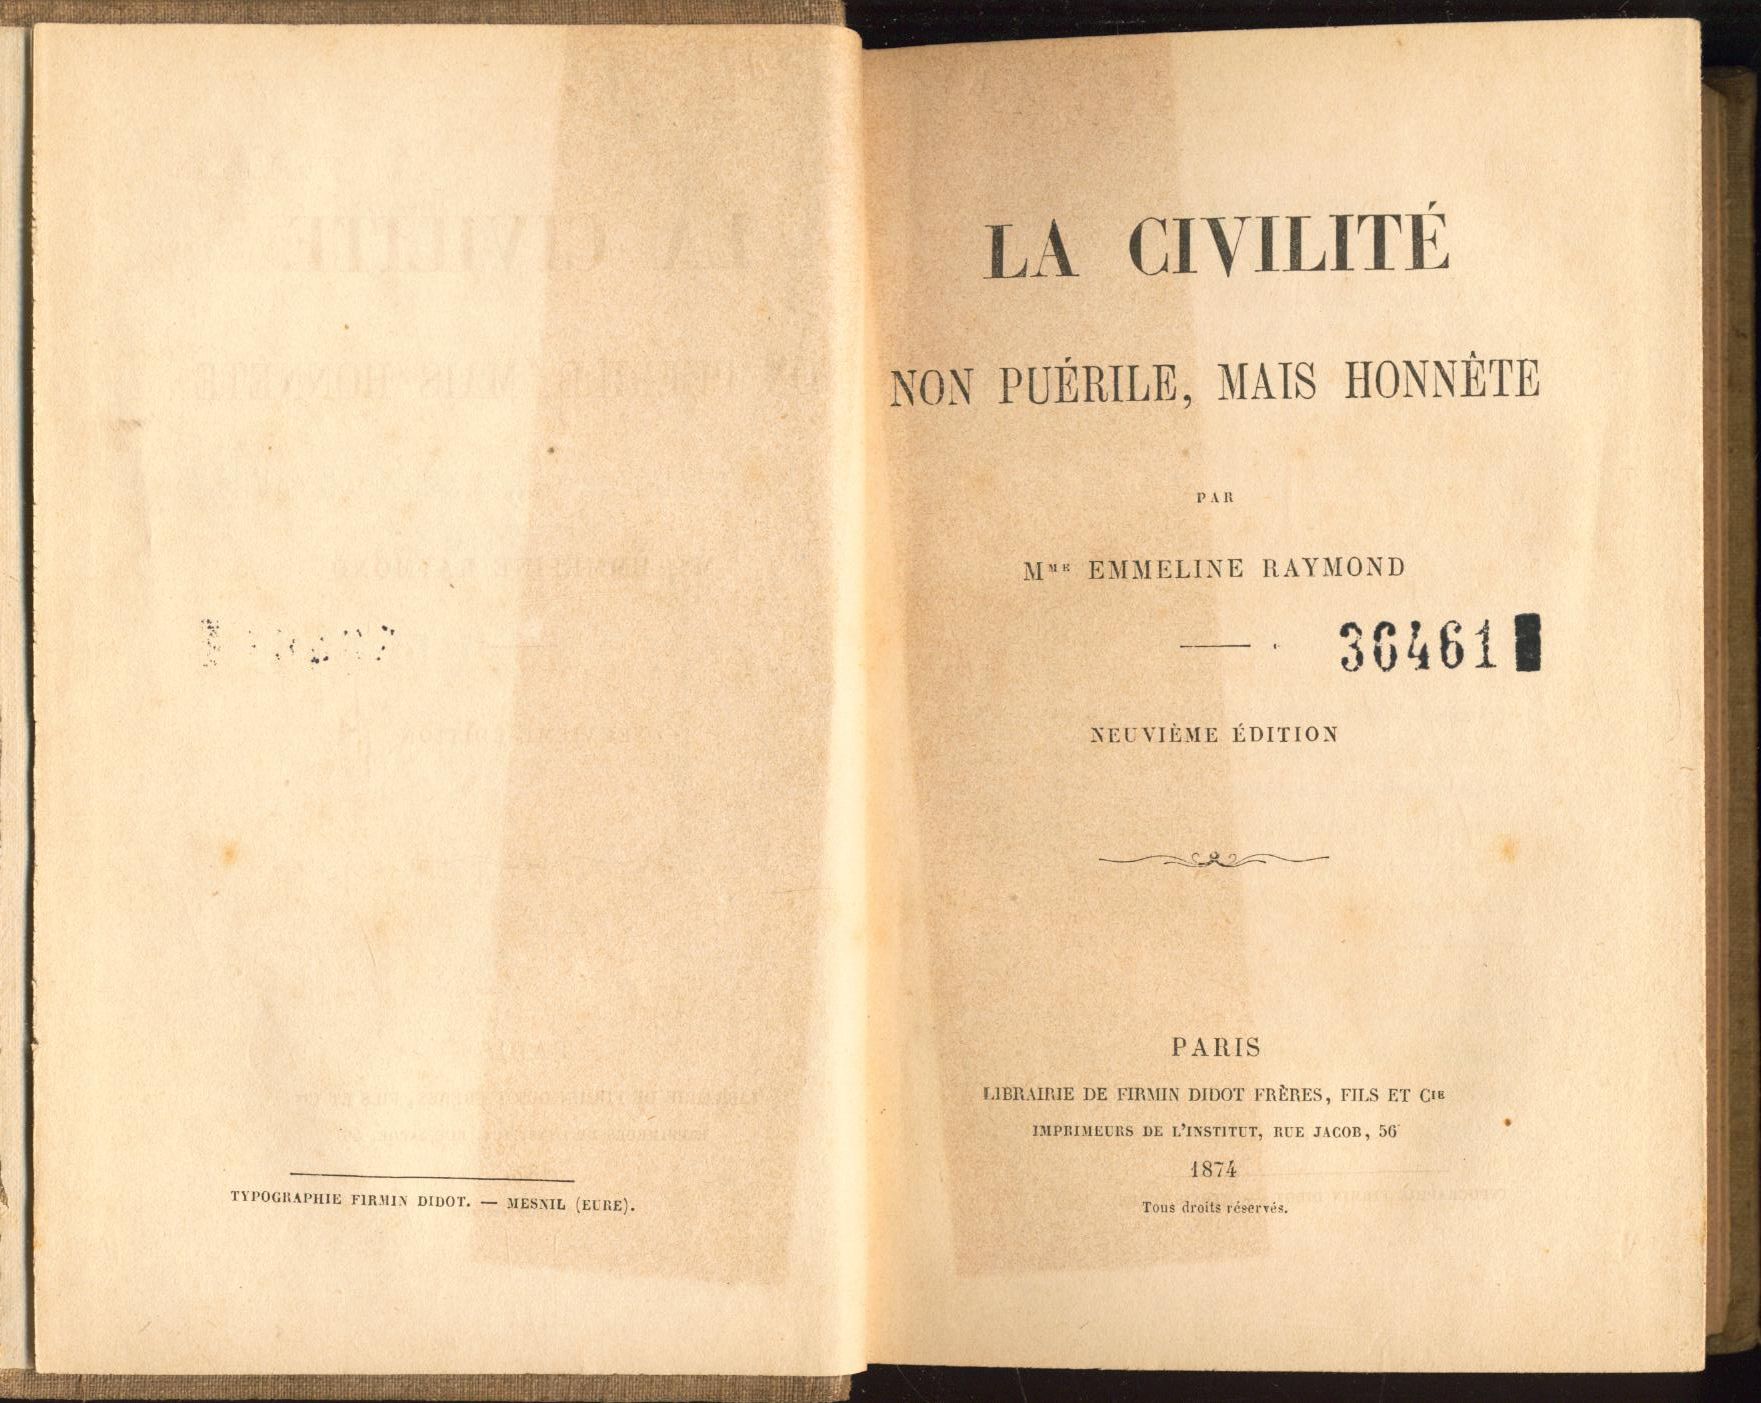 TYPOGRAPHIE FIRMIN DIDOT. — MESNIL (EURE).
LA CIVILITÉ
NON PUÉRILE, MAIS HONNÊTE
PAR
MME EMMELINE RAYMOND
36461
NEUVIÈME ÉDITION
PARIS
LIBRAIRIE DE FIRMIN DIDOT FRÈRES, FILS ET CIE
IMPRIMEURS DE L'INSTITUT, RUE JACOB, 56
1874
Tous droits réservés.